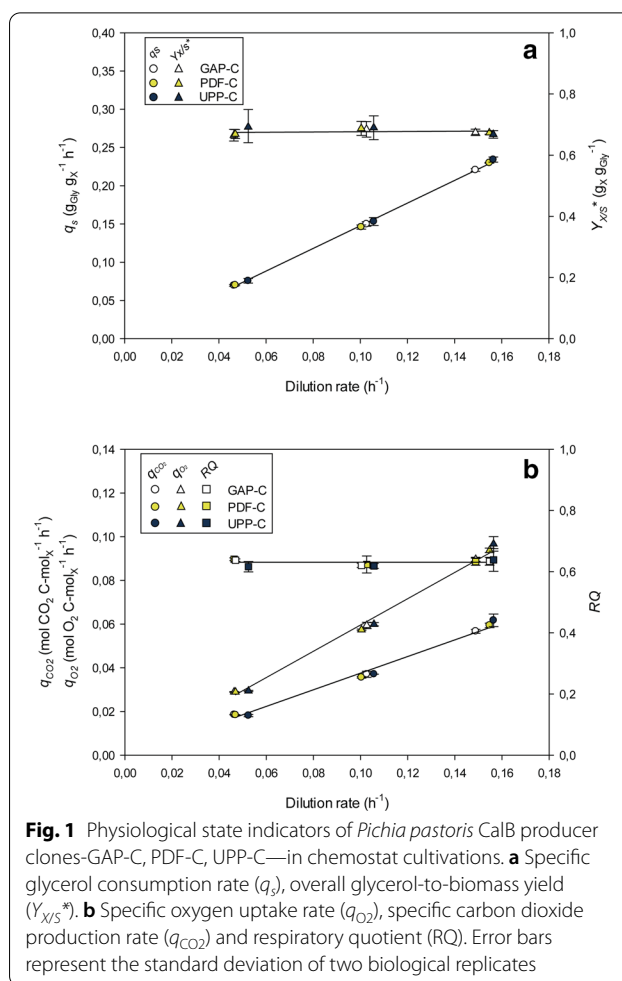 a
qs Yx/s*
GAP-C
PDF-C
UPP-C
0,40
0,35
0,30
0,25
0,20
0,15
0,10
0,05
0,00
qs (gGly gX⁻¹ h⁻¹)
1,0
0,8
0,6
0,4
0,2
0,0
YX/S* (gX gGly⁻¹)
0,00 0,02 0,04 0,06 0,08 0,10 0,12 0,14 0,16 0,18
Dilution rate (h⁻¹)
b
qCO₂ qO₂ RQ
GAP-C
PDF-C
UPP-C
0,14
0,12
0,10
0,08
0,06
0,04
0,02
0,00
qCO2 (mol CO2 C-molX⁻¹ h⁻¹)
qO2 (mol O2 C-molX⁻¹ h⁻¹)
1,0
0,8
0,6
0,4
0,2
0,0
RQ
0,00 0,02 0,04 0,06 0,08 0,10 0,12 0,14 0,16 0,18
Dilution rate (h⁻¹)
Fig. 1 Physiological state indicators of Pichia pastoris CalB producer
clones-GAP-C, PDF-C, UPP-C—in chemostat cultivations. a Specific
glycerol consumption rate (qs), overall glycerol-to-biomass yield
(YX/S*). b Specific oxygen uptake rate (qO2), specific carbon dioxide
production rate (qCO2) and respiratory quotient (RQ). Error bars
represent the standard deviation of two biological replicates